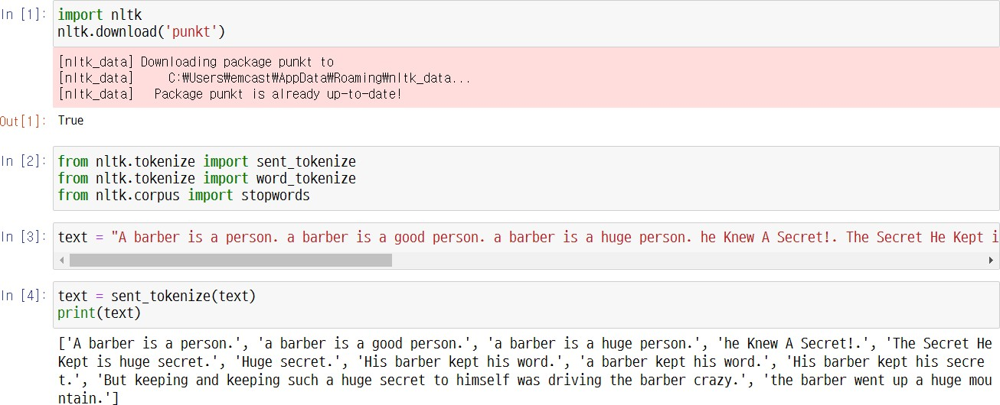 In [1]: import nltk
nltk.download('punkt')
[nltk_data] Downloading package punkt to
[nltk_data]     C:₩Users₩emcast₩AppData₩Roaming₩nltk_data...
[nltk_data]   Package punkt is already up-to-date!
Out[1]: True
In [2]: from nltk.tokenize import sent_tokenize
from nltk.tokenize import word_tokenize
from nltk.corpus import stopwords
In [3]: text = "A barber is a person. a barber is a good person. a barber is a huge person. he Knew A Secret!. The Secret He Kept i
In [4]: text = sent_tokenize(text)
print(text)
['A barber is a person.', 'a barber is a good person.', 'a barber is a huge person.', 'he Knew A Secret!.', 'The Secret He
Kept is huge secret.', 'Huge secret.', 'His barber kept his word.', 'a barber kept his word.', 'His barber kept his secre
t.', 'But keeping and keeping such a huge secret to himself was driving the barber crazy.', 'the barber went up a huge mou
ntain.']